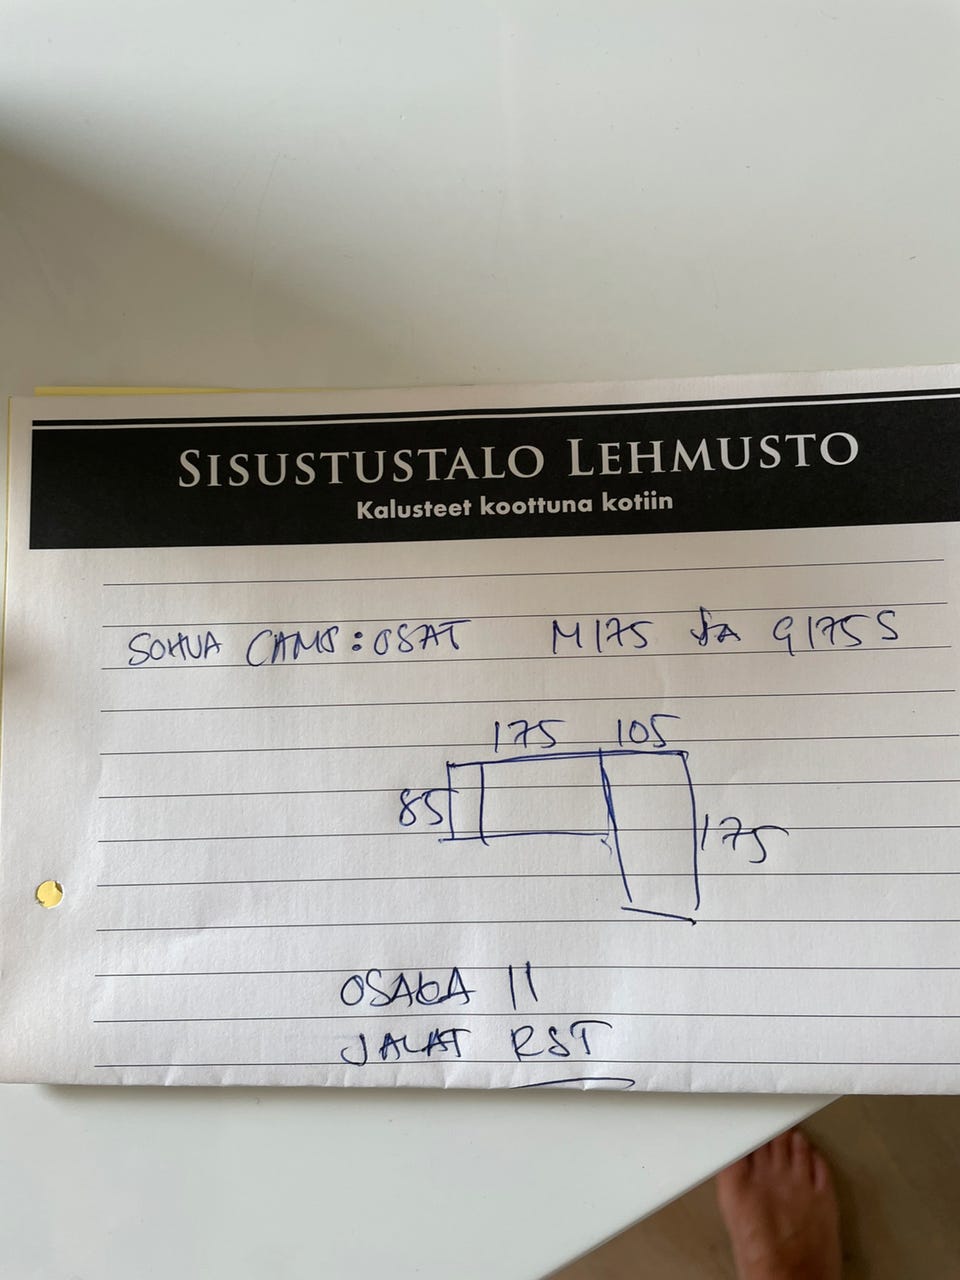 SISUSTUSTALO LEHMUSTO
Kalusteet koottuna kotiin
SOHVA CAMS: OSAT M175 JA G175S
175 105
85
175
OSAKA 11
JALAT RST